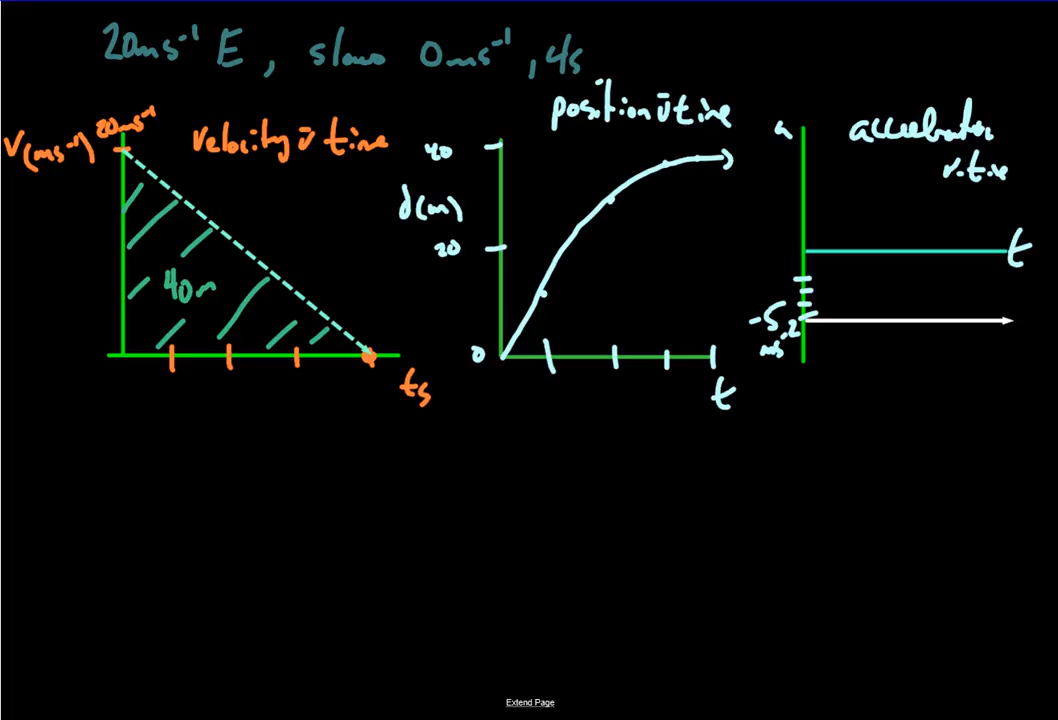 20ms⁻¹ E, slows 0ms⁻¹, 4s
V(ms⁻¹)
20ms⁻¹
velocity v time
40m
ts
position v time
40
d(m)
20
0
t
a
acceleration
v. time
t
-5
ms⁻²
Extend Page